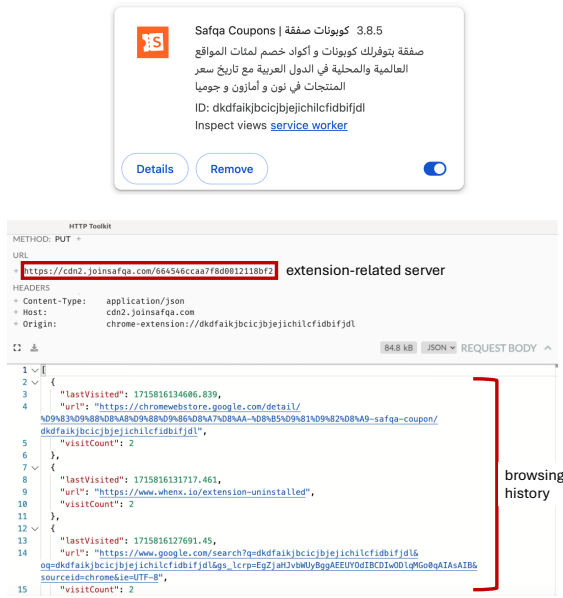 Safqa Coupons | كوبونات صفقة 3.8.5
صفقة بتوفرلك كوبونات و أكواد خصم لمئات المواقع
العالمية والمحلية في الدول العربية مع تاريخ سعر
المنتجات في نون و أمازون و جوميا
ID: dkdfaikjbcicjbjejichilcfidbifjdl
Inspect views service worker
Details Remove
HTTP Toolkit
METHOD: PUT +
URL
+ https://cdn2.joinsafqa.com/664546ccaa7f8d0012118bf2 extension-related server
HEADERS
+ Content-Type: application/json
+ Host: cdn2.joinsafqa.com
+ Origin: chrome-extension://dkdfaikjbcicjbjejichilcfidbifjdl
84.8 kB JSON REQUEST BODY
1 [
2 {
3 "lastVisited": 1715816134606.839,
4 "url": "https://chromewebstore.google.com/detail/
%D9%83%D9%88%D8%A8%D9%88%D9%86%D8%A7%D8%AA-%D8%B5%D9%81%D9%82%D8%A9-safqa-coupon/
dkdfaikjbcicjbjejichilcfidbifjdl",
5 "visitCount": 2
6 },
7 {
8 "lastVisited": 1715816131717.461,
9 "url": "https://www.whenx.io/extension-uninstalled",
10 "visitCount": 2
11 },
12 {
13 "lastVisited": 1715816127691.45,
14 "url": "https://www.google.com/search?q=dkdfaikjbcicjbjejichilcfidbifjdl&
oq=dkdfaikjbcicjbjejichilcfidbifjdl&gs_lcrp=EgZjaHJvbWUyBggAEEUYOdIBCDIwODlqMGo0qAIAsAIB&
sourceid=chrome&ie=UTF-8",
15 "visitCount": 2
browsing
history